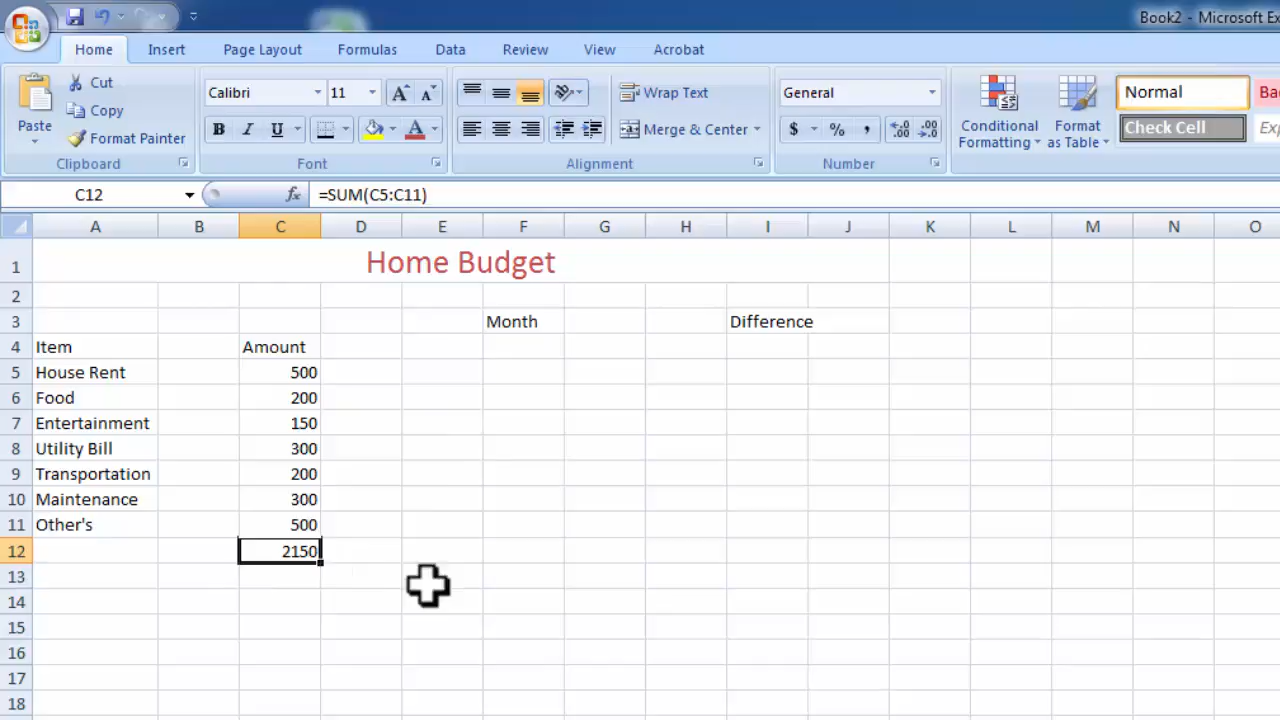 Book2 - Microsoft Ex
Home Insert Page Layout Formulas Data Review View Acrobat
Paste
Cut
Copy
Format Painter
Clipboard
Calibri 11
B I U
Font
Wrap Text
Merge & Center
Alignment
General
$ % ,
Number
Conditional Formatting
Format as Table
Normal
Check Cell
C12 fx =SUM(C5:C11)
A B C D E F G H I J K L M N O
1 Home Budget
2
3 Month Difference
4 Item Amount
5 House Rent 500
6 Food 200
7 Entertainment 150
8 Utility Bill 300
9 Transportation 200
10 Maintenance 300
11 Other's 500
12 2150
13
14
15
16
17
18